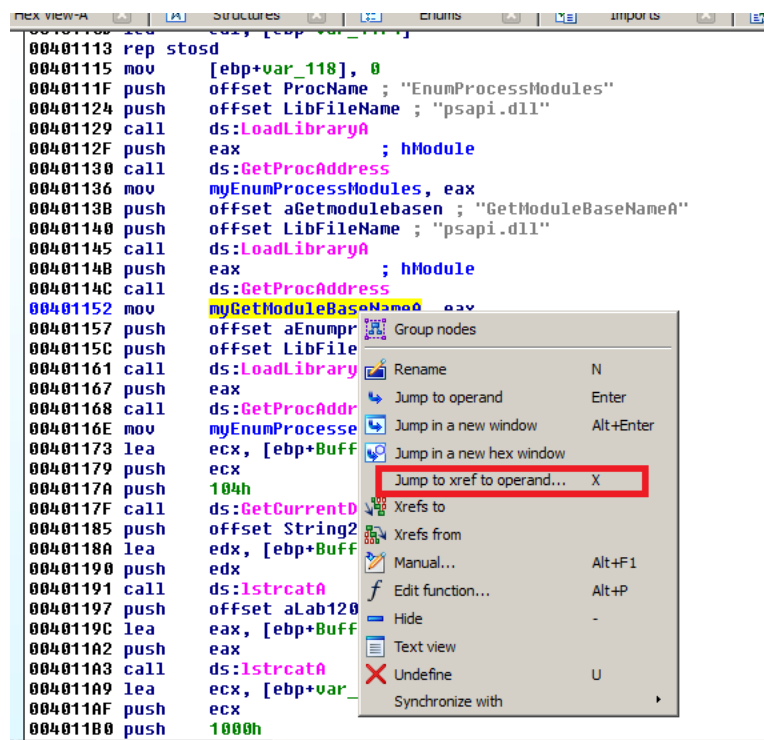 Hex View-A Structures Enums Imports
00401113 rep stosd
00401115 mov [ebp+var_118], 0
0040111F push offset ProcName ; "EnumProcessModules"
00401124 push offset LibFileName ; "psapi.dll"
00401129 call ds:LoadLibraryA
0040112F push eax ; hModule
00401130 call ds:GetProcAddress
00401136 mov myEnumProcessModules, eax
0040113B push offset aGetmodulebasen ; "GetModuleBaseNameA"
00401140 push offset LibFileName ; "psapi.dll"
00401145 call ds:LoadLibraryA
0040114B push eax ; hModule
0040114C call ds:GetProcAddress
00401152 mov myGetModuleBaseNameA, eax
00401157 push offset aEnumpr
0040115C push offset LibFile
00401161 call ds:LoadLibrary
00401167 push eax
00401168 call ds:GetProcAddr
0040116E mov myEnumProcesse
00401173 lea ecx, [ebp+Buff
00401179 push ecx
0040117A push 104h
0040117F call ds:GetCurrentD
00401185 push offset String2
0040118A lea edx, [ebp+Buff
00401190 push edx
00401191 call ds:lstrcatA
00401197 push offset aLab120
0040119C lea eax, [ebp+Buff
004011A2 push eax
004011A3 call ds:lstrcatA
004011A9 lea ecx, [ebp+var_
004011AF push ecx
004011B0 push 1000h
Group nodes
Rename N
Jump to operand Enter
Jump in a new window Alt+Enter
Jump in a new hex window
Jump to xref to operand... X
Xrefs to
Xrefs from
Manual... Alt+F1
Edit function... Alt+P
Hide -
Text view
Undefine U
Synchronize with